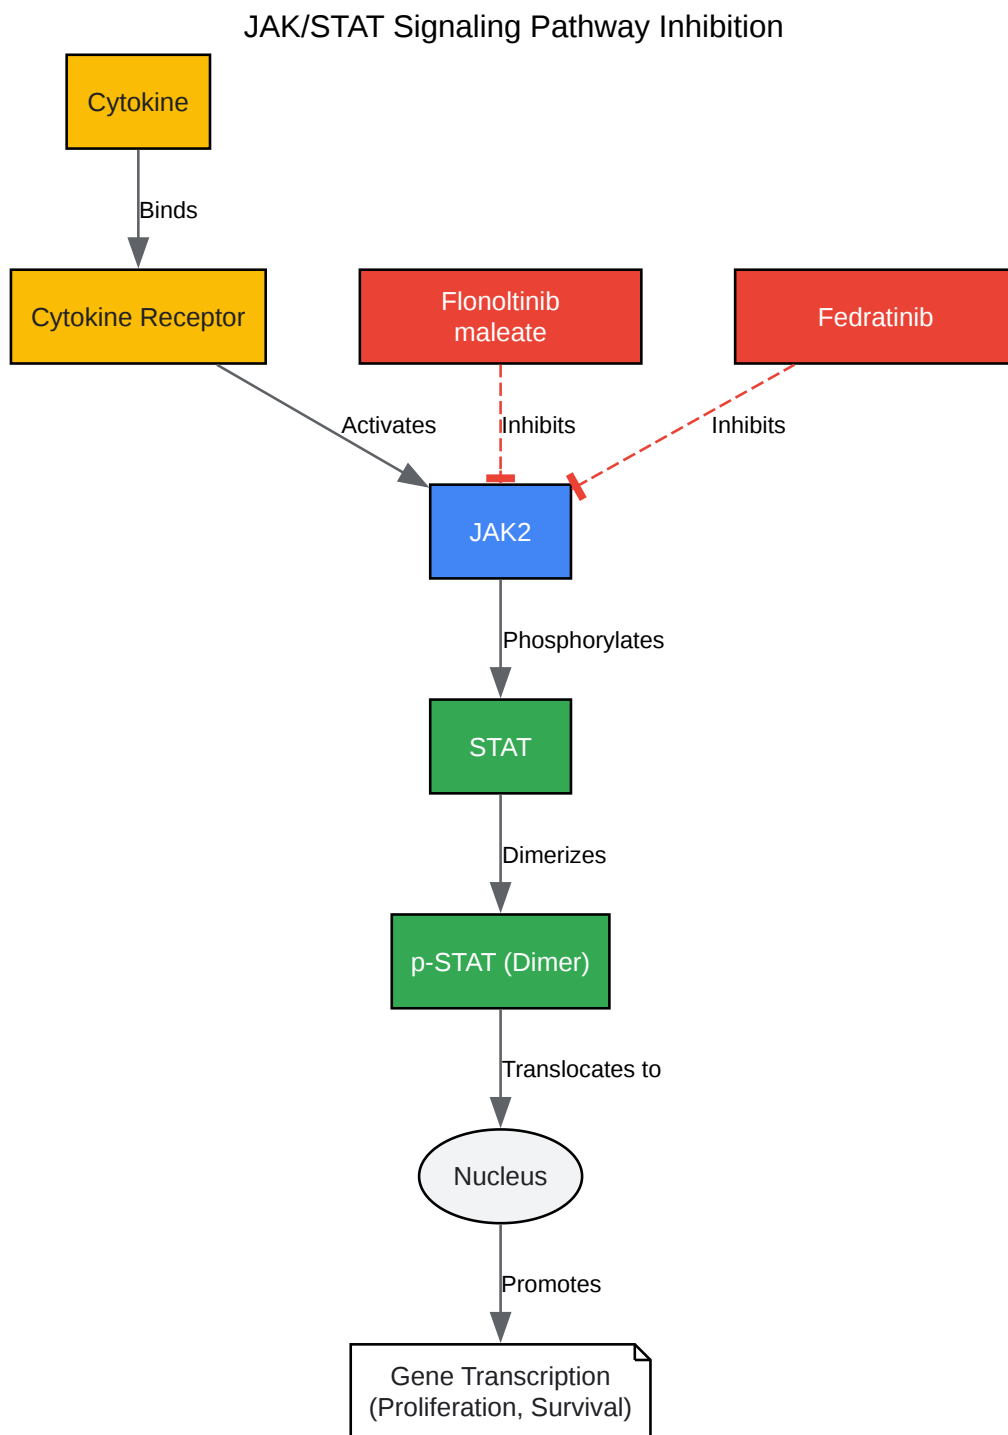 JAK/STAT Signaling Pathway Inhibition
Cytokine
Binds
Cytokine Receptor
Flonoltinib
maleate
Fedratinib
Activates
Inhibits
Inhibits
JAK2
Phosphorylates
STAT
Dimerizes
p-STAT (Dimer)
Translocates to
Nucleus
Promotes
Gene Transcription
(Proliferation, Survival)